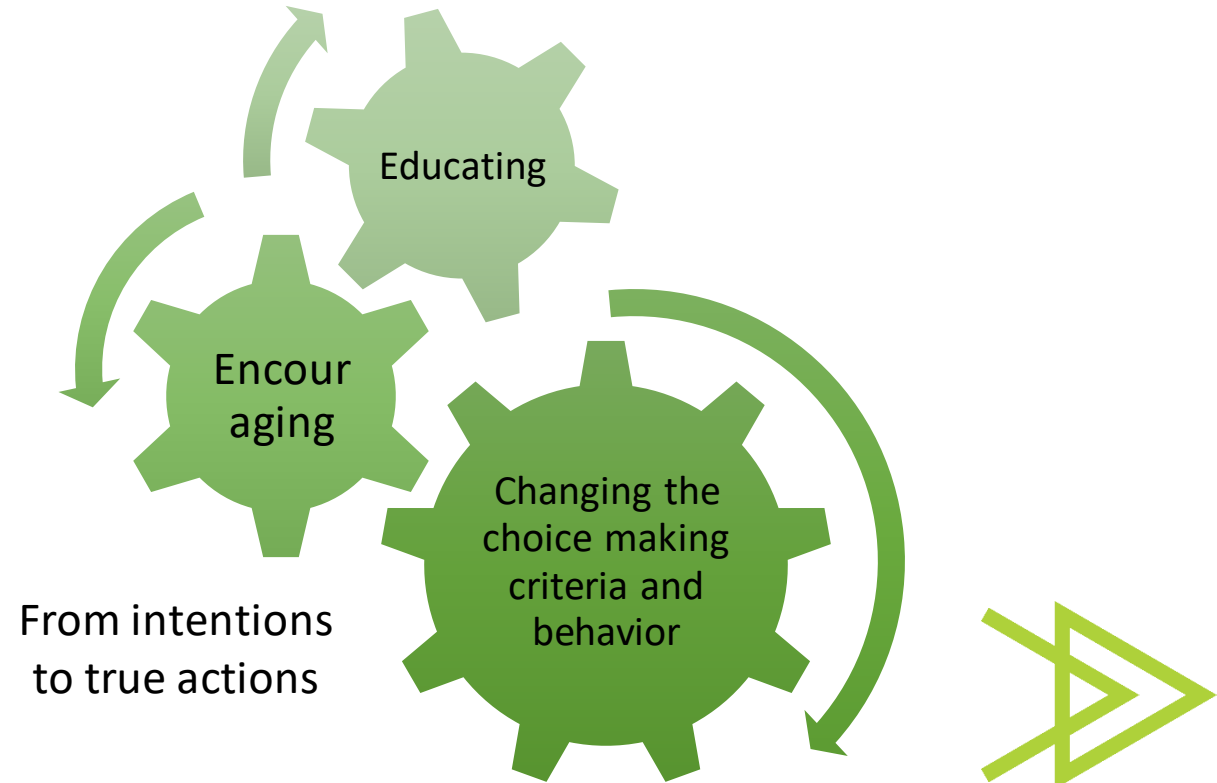 Educating
Encour
aging
Changing the
choice making
criteria and
behavior
From intentions
to true actions